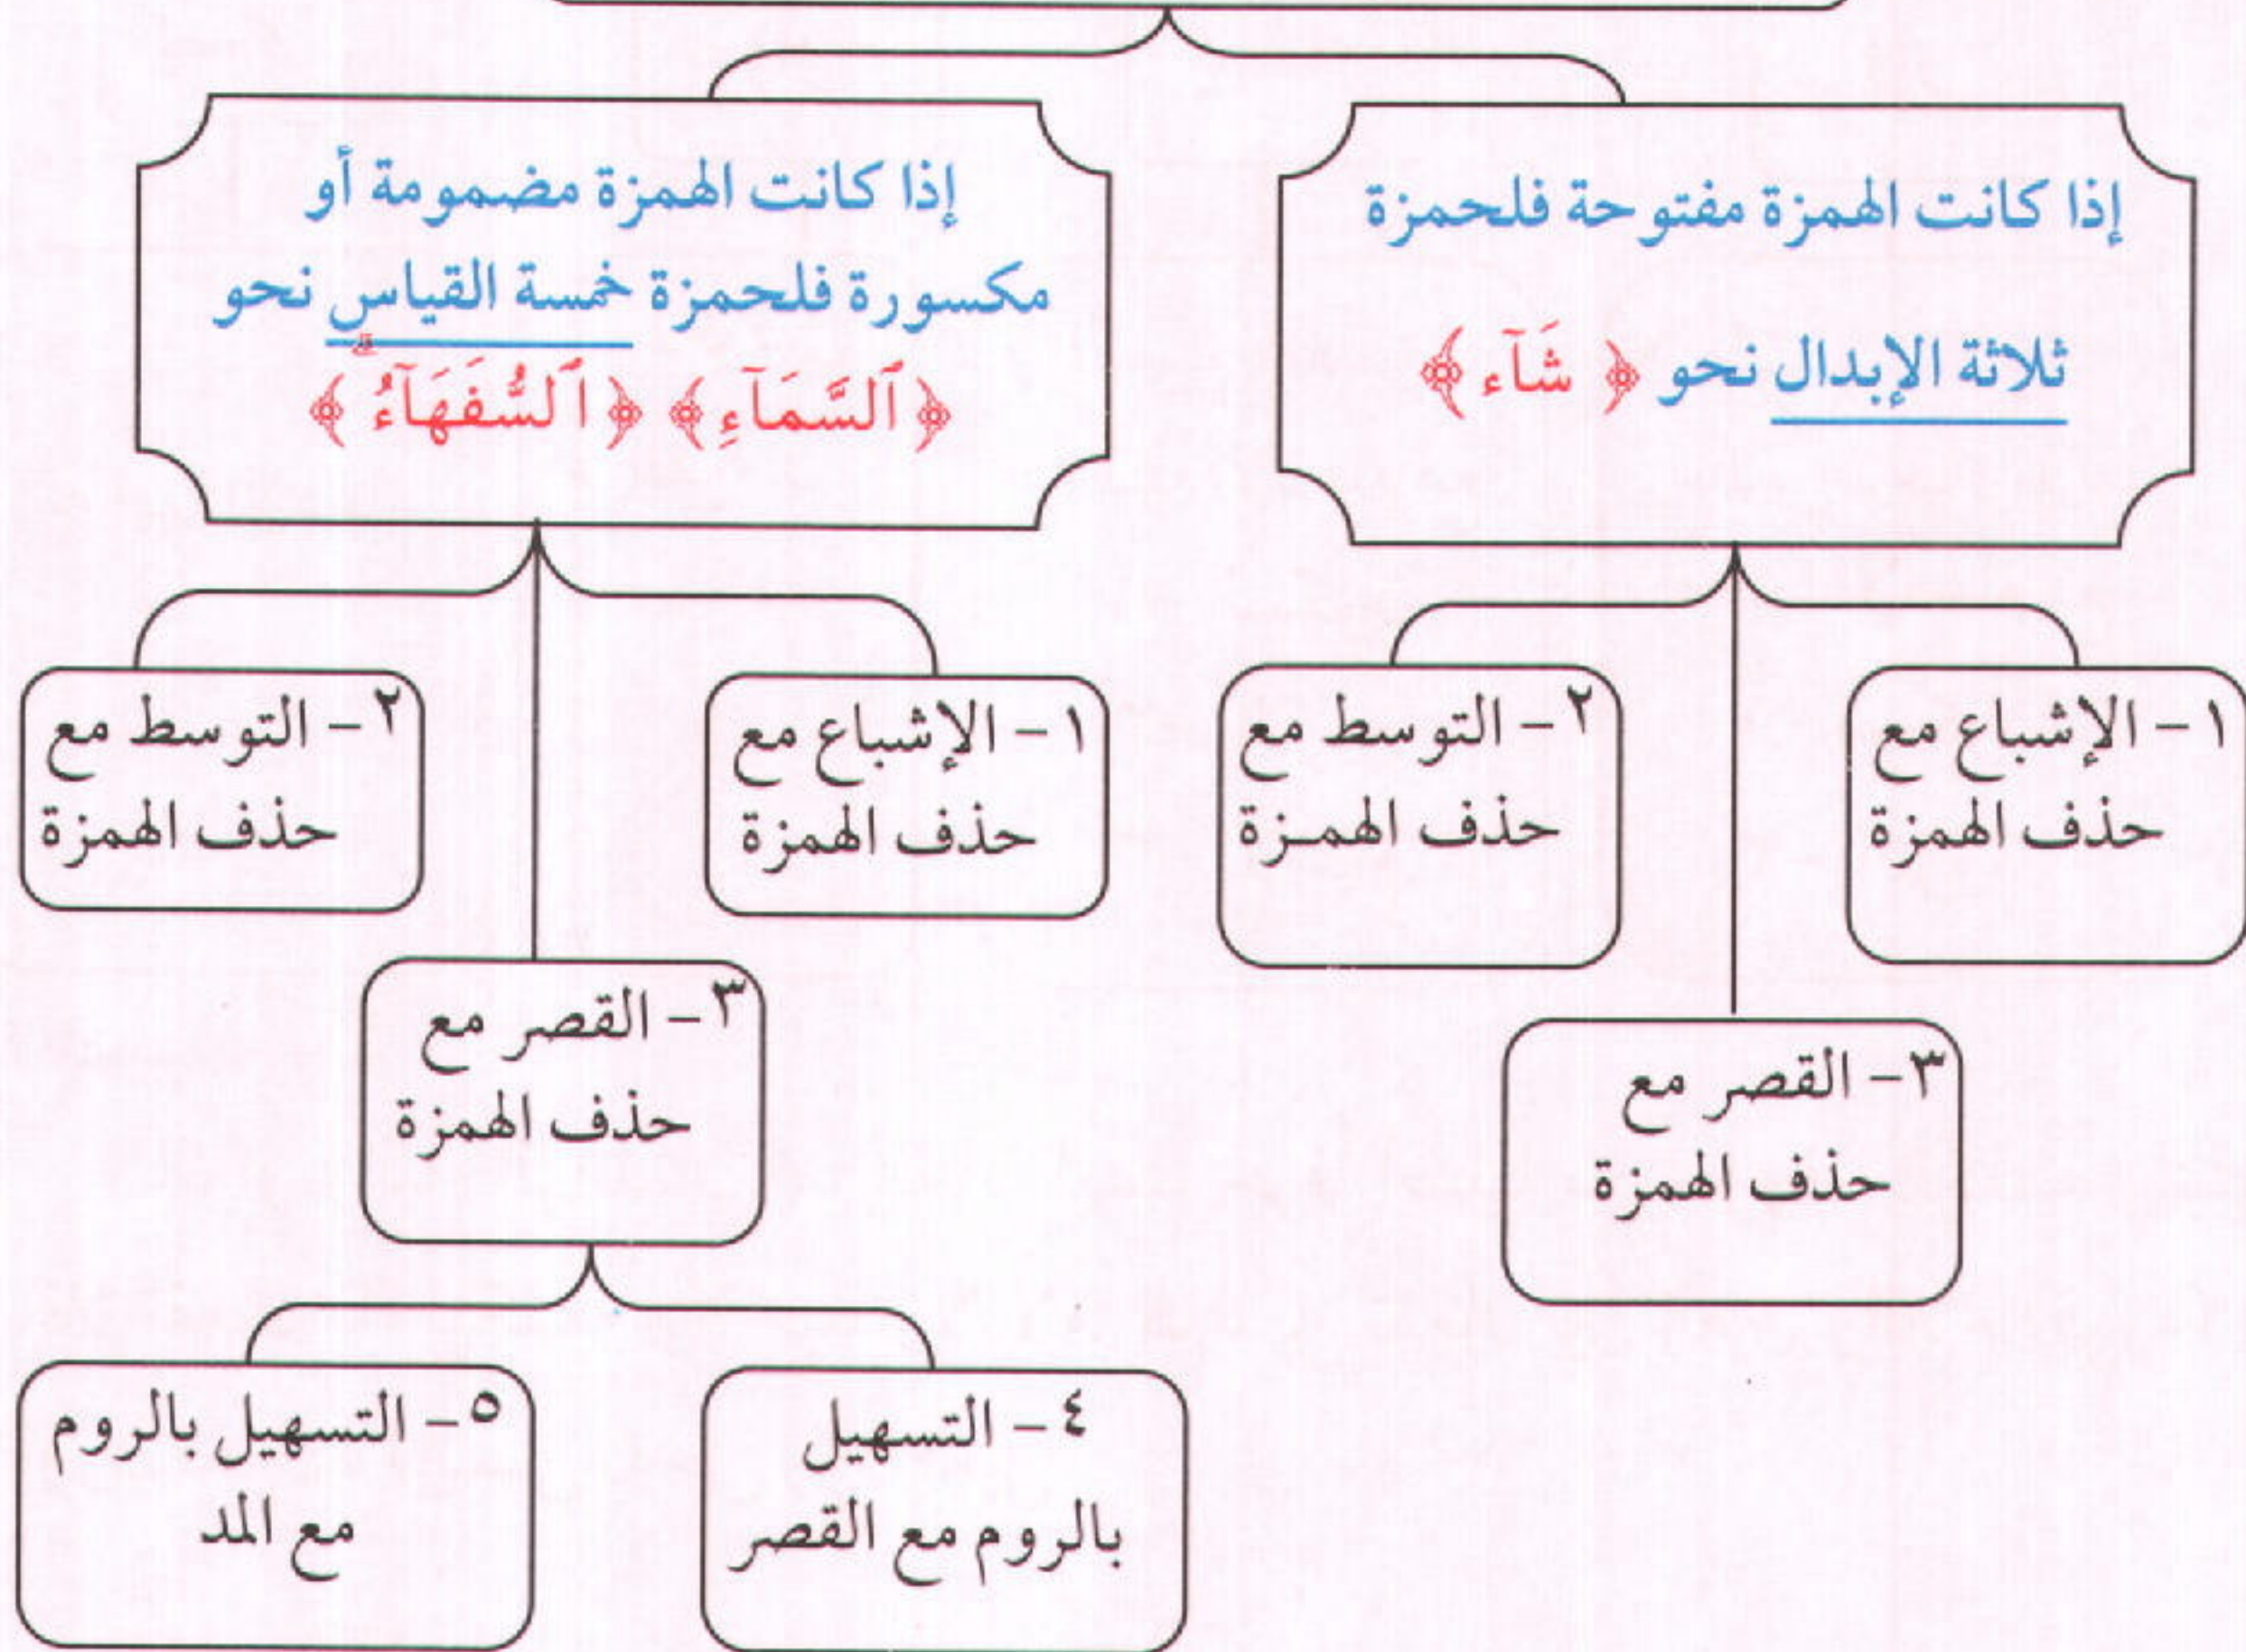 إذا كانت الهمزة مفتوحة فلحمزة
ثلاثة الإبدال نحو ﴿ شَآء ﴾
إذا كانت الهمزة مضمومة أو
مكسورة فلحمزة خمسة القياس نحو
﴿ ٱلسَّمَآءِ ﴾ ﴿ ٱلسُّفَهَآءُ ﴾
١ - الإشباع مع
حذف الهمزة
٢ - التوسط مع
حذف الهمزة
٣ - القصر مع
حذف الهمزة
١ - الإشباع مع
حذف الهمزة
٢ - التوسط مع
حذف الهمزة
٣ - القصر مع
حذف الهمزة
٤ - التسهيل
بالروم مع القصر
٥ - التسهيل بالروم
مع المد